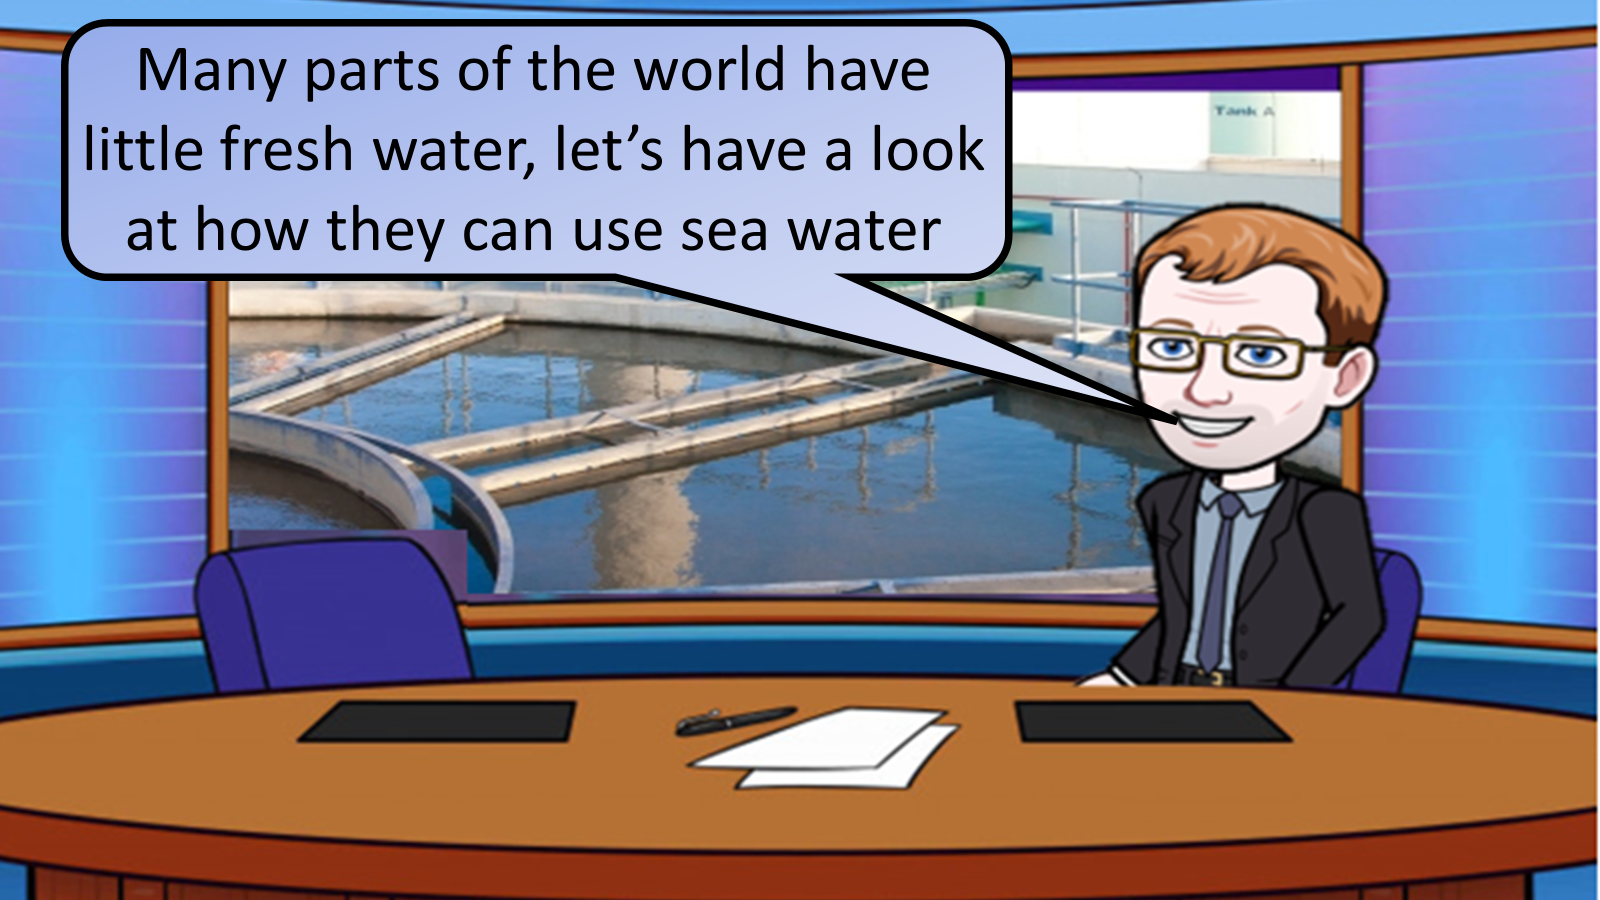 Many parts of the world have
little fresh water, let’s have a look
at how they can use sea water
Tank A